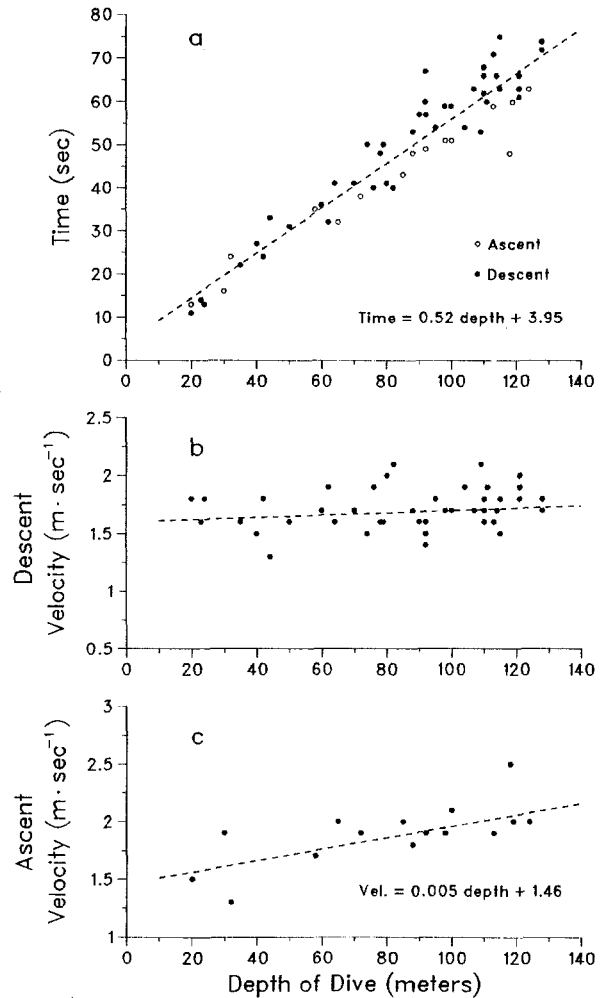 a
80
70
60
50
40
30
20
10
0
Time (sec)
○ Ascent
● Descent
Time = 0.52 depth + 3.95
0 20 40 60 80 100 120 140
b
2.5
2
1.5
1
0.5
Descent
Velocity (m · sec⁻¹)
0 20 40 60 80 100 120 140
c
3
2.5
2
1.5
1
Ascent
Velocity (m · sec⁻¹)
Vel. = 0.005 depth + 1.46
0 20 40 60 80 100 120 140
Depth of Dive (meters)